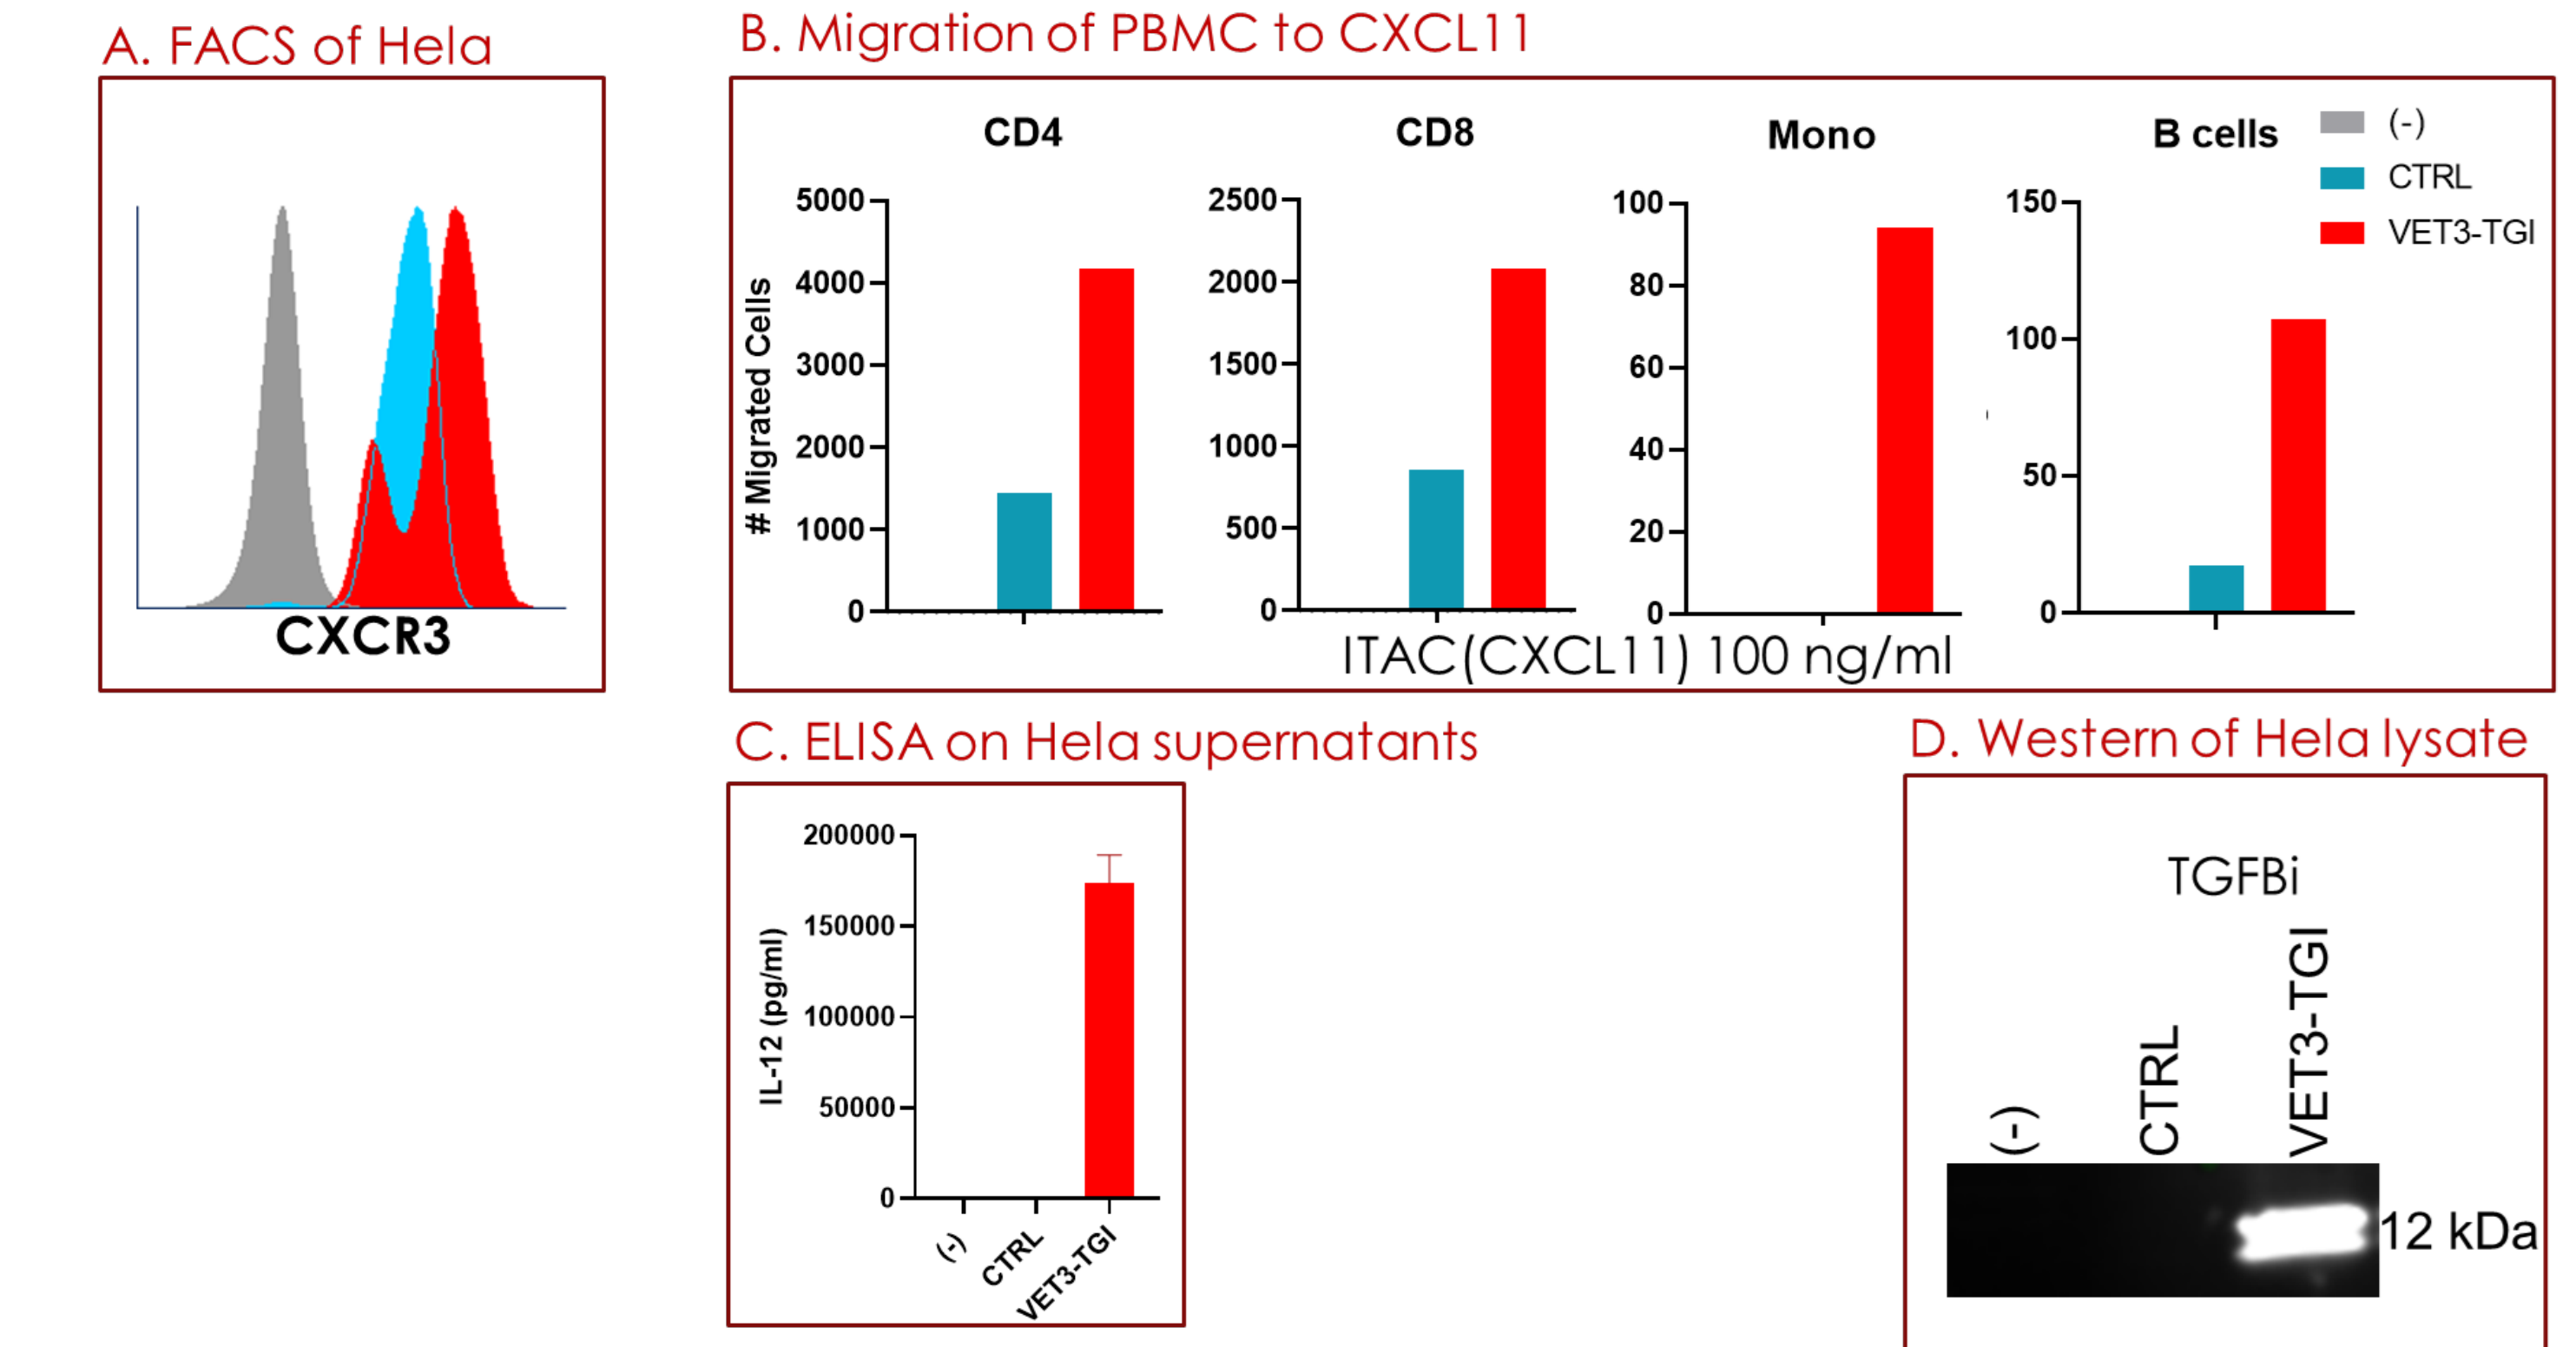 A. FACS of Hela
CXCR3
B. Migration of PBMC to CXCL11
# Migrated Cells
CD4
5000
4000
3000
2000
1000
0
CD8
2500
2000
1500
1000
500
0
Mono
100
80
60
40
20
0
B cells
150
100
50
0
(-)
CTRL
VET3-TGI
ITAC(CXCL11) 100 ng/ml
C. ELISA on Hela supernatants
IL-12 (pg/ml)
200000
150000
100000
50000
0
(-)
CTRL
VET3-TGI
D. Western of Hela lysate
TGFBi
(-)
CTRL
VET3-TGI
12 kDa